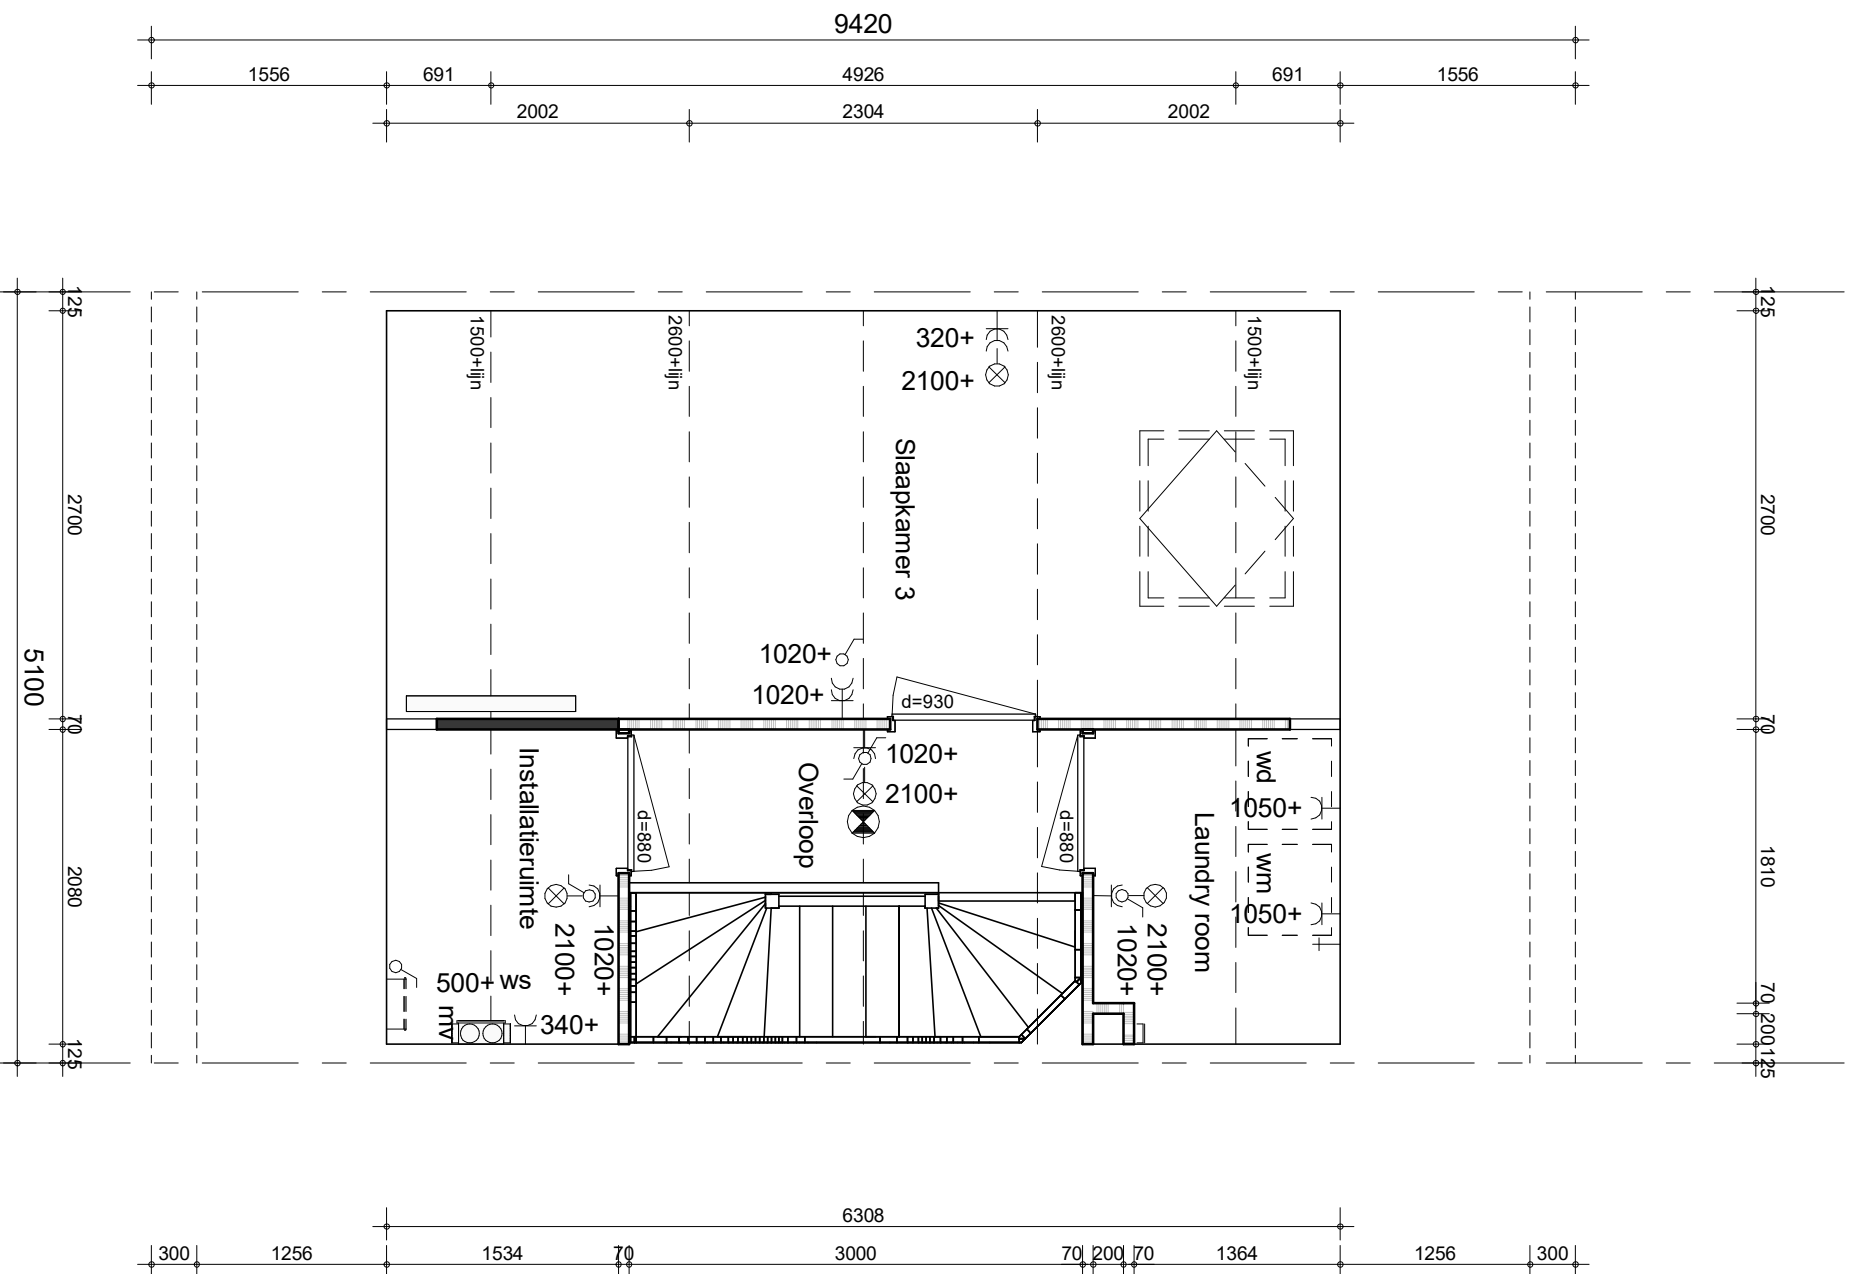 9420
1556 691 4926 691 1556
2002 2304 2002
125
2700
70
2080
125
5100
1500+lijn
2600+lijn
2600+lijn
1500+lijn
320+
2100+
Slaapkamer 3
1020+
1020+
d=930
1020+
2100+
Overloop
d=880
d=880
Installatieruimte
2100+
1020+
500+ ws
mv
340+
Laundry room
2100+
1020+
wd
1050+
wm
1050+
125
2700
70
1810
70
200
125
6308
300 1256 1534 70 3000 70 200 70 1364 1256 300